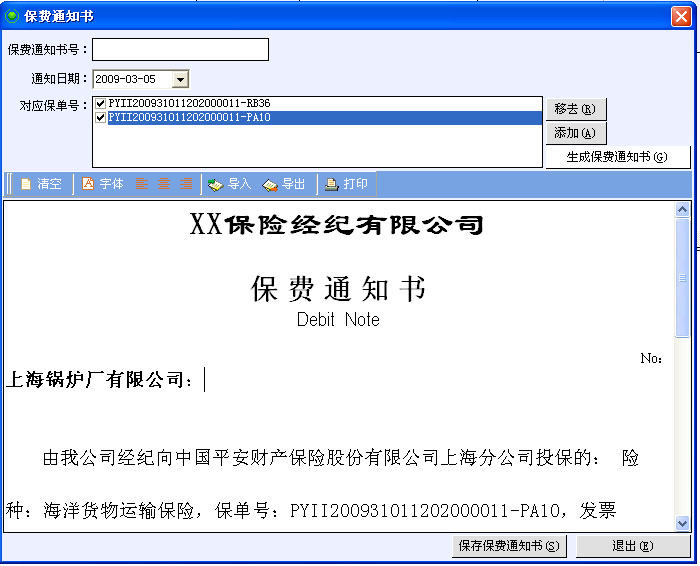 保费通知书
保费通知书号：
通知日期： 2009-03-05
对应保单号： PYII200931011202000011-RB36
PYII200931011202000011-PA10
移去(R)
添加(A)
生成保费通知书(G)
清空 字体 导入 导出 打印
XX保险经纪有限公司
保费通知书
Debit Note
No:
上海锅炉厂有限公司：
由我公司经纪向中国平安财产保险股份有限公司上海分公司投保的： 险
种：海洋货物运输保险，保单号：PYII200931011202000011-PA10，发票
保存保费通知书(S) 退出(E)